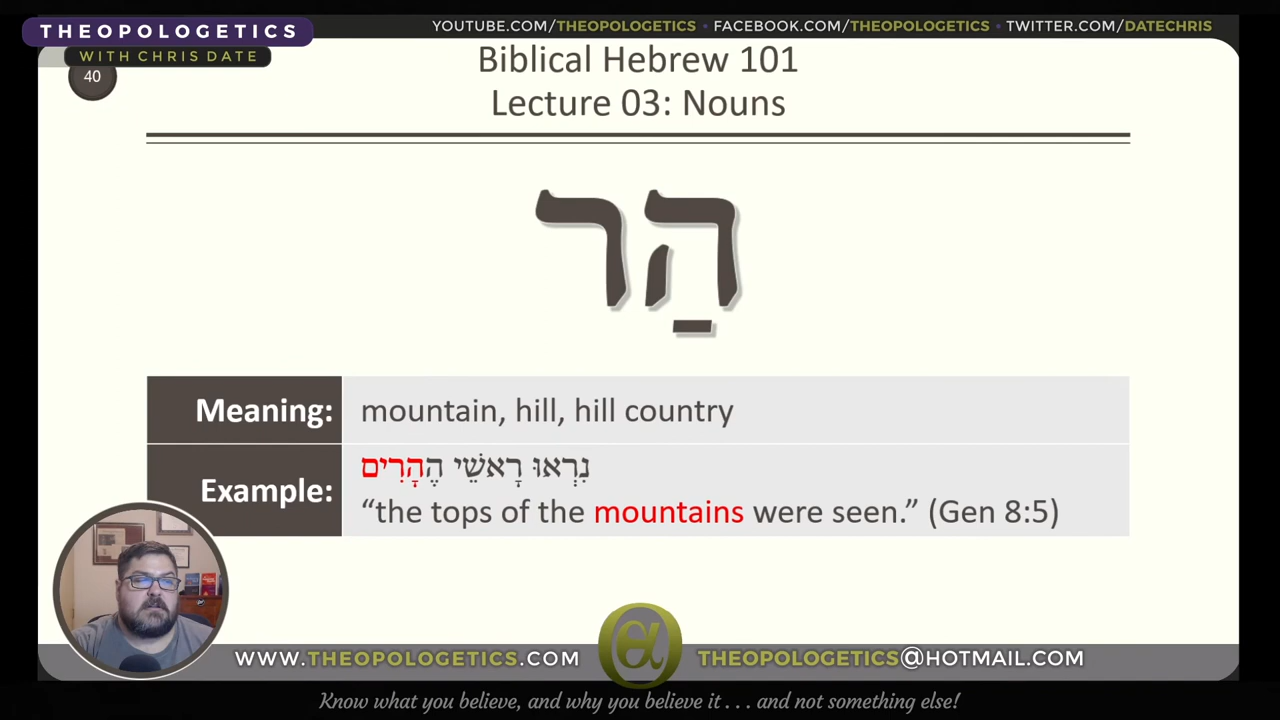 THEOPOLOGETICS
WITH CHRIS DATE
YOUTUBE.COM/THEOPOLOGETICS • FACEBOOK.COM/THEOPOLOGETICS • TWITTER.COM/DATECHRIS
40
Biblical Hebrew 101
Lecture 03: Nouns
הַר
Meaning: mountain, hill, hill country
Example: נִרְאוּ רָאשֵׁי הֶהָרִים
“the tops of the mountains were seen.” (Gen 8:5)
WWW.THEOPOLOGETICS.COM THEOPOLOGETICS@HOTMAIL.COM
Know what you believe, and why you believe it . . . and not something else!